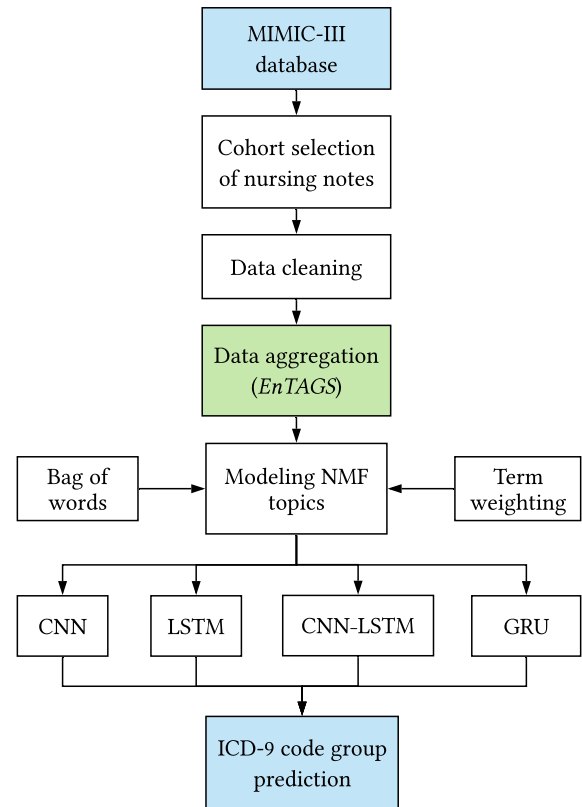 MIMIC-III
database
Cohort selection
of nursing notes
Data cleaning
Data aggregation
(EnTAGS)
Bag of
words
Modeling NMF
topics
Term
weighting
CNN
LSTM
CNN-LSTM
GRU
ICD-9 code group
prediction